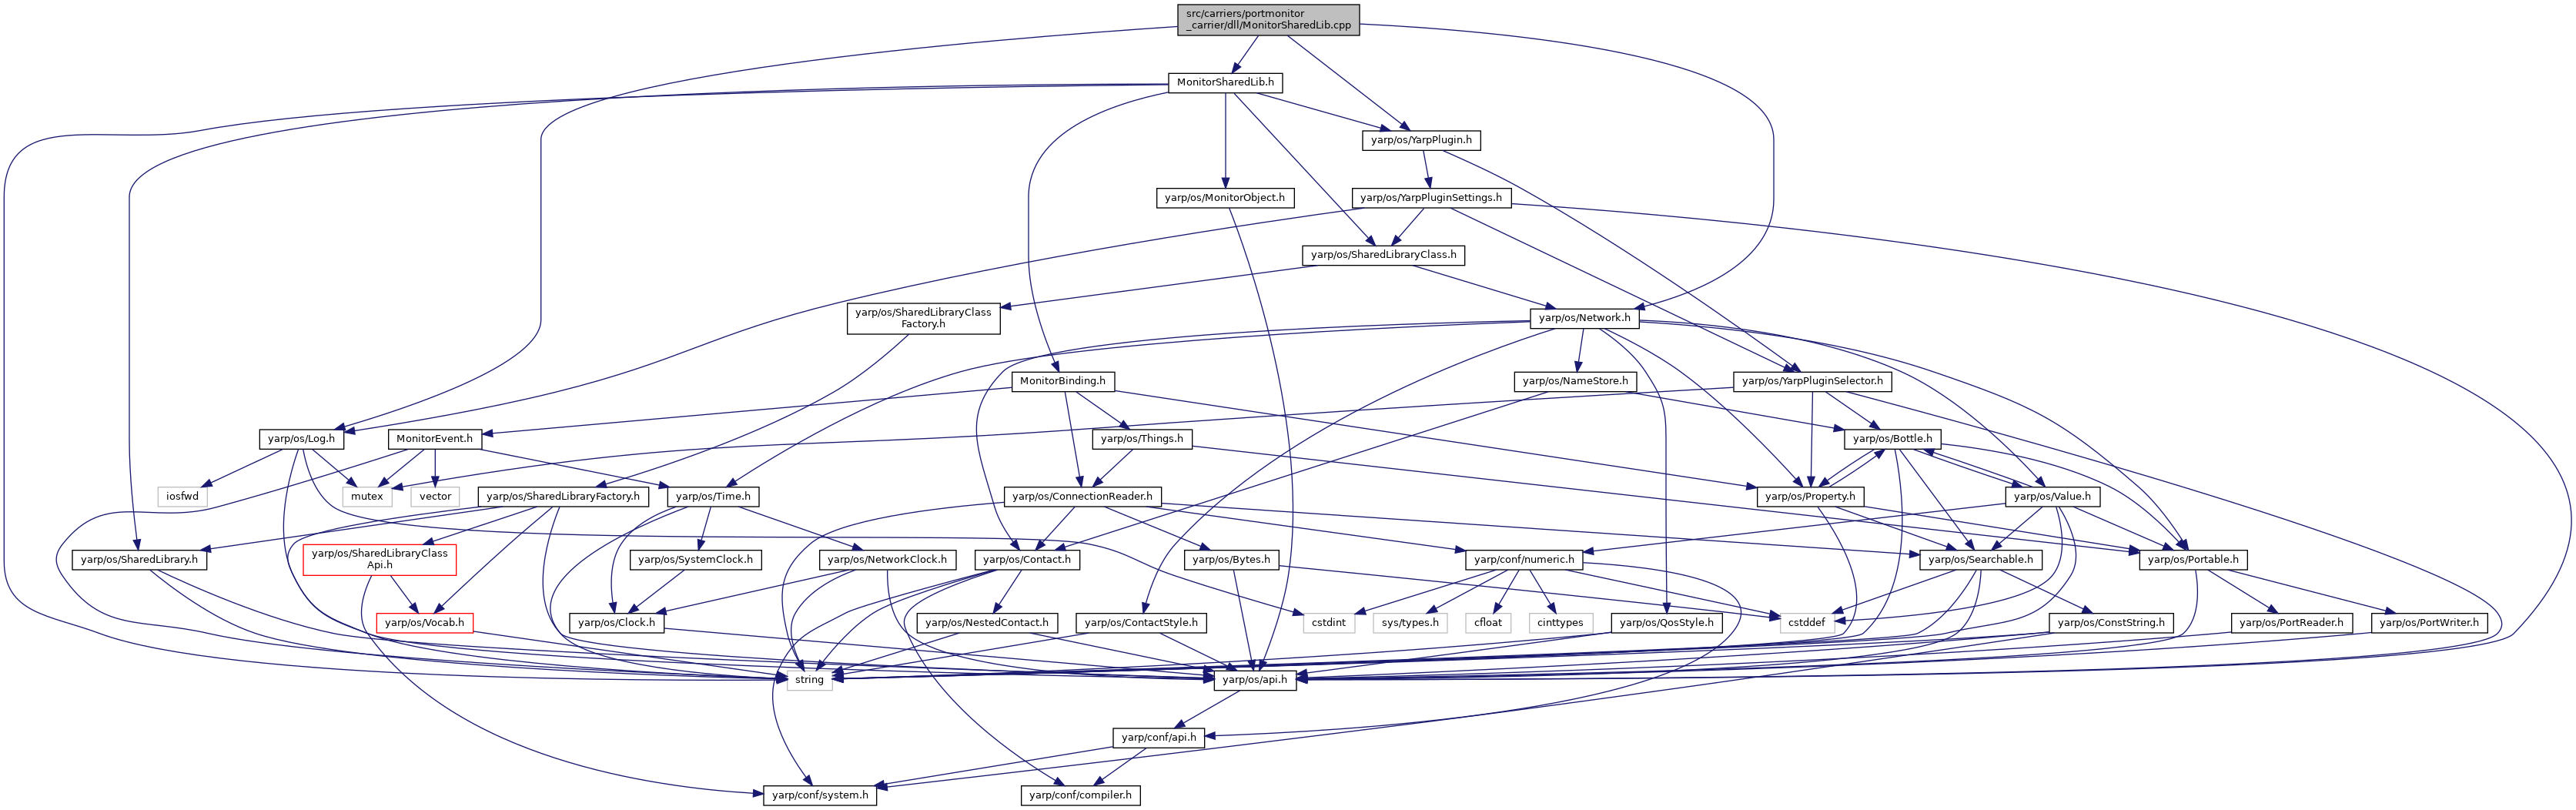 src/carriers/portmonitor
_carrier/dll/MonitorSharedLib.cpp
MonitorSharedLib.h
yarp/os/YarpPlugin.h
yarp/os/MonitorObject.h
yarp/os/YarpPluginSettings.h
yarp/os/SharedLibraryClass.h
yarp/os/SharedLibraryClass
Factory.h
yarp/os/Network.h
MonitorBinding.h
yarp/os/NameStore.h
yarp/os/YarpPluginSelector.h
yarp/os/Log.h
MonitorEvent.h
yarp/os/Things.h
yarp/os/Bottle.h
iosfwd
mutex
vector
yarp/os/SharedLibraryFactory.h
yarp/os/Time.h
yarp/os/ConnectionReader.h
yarp/os/Property.h
yarp/os/Value.h
yarp/os/SharedLibrary.h
yarp/os/SharedLibraryClass
Api.h
yarp/os/SystemClock.h
yarp/os/NetworkClock.h
yarp/os/Contact.h
yarp/os/Bytes.h
yarp/conf/numeric.h
yarp/os/Searchable.h
yarp/os/Portable.h
yarp/os/Vocab.h
yarp/os/Clock.h
yarp/os/NestedContact.h
yarp/os/ContactStyle.h
cstdint
sys/types.h
cfloat
cinttypes
yarp/os/QosStyle.h
cstddef
yarp/os/ConstString.h
yarp/os/PortReader.h
yarp/os/PortWriter.h
string
yarp/os/api.h
yarp/conf/api.h
yarp/conf/system.h
yarp/conf/compiler.h